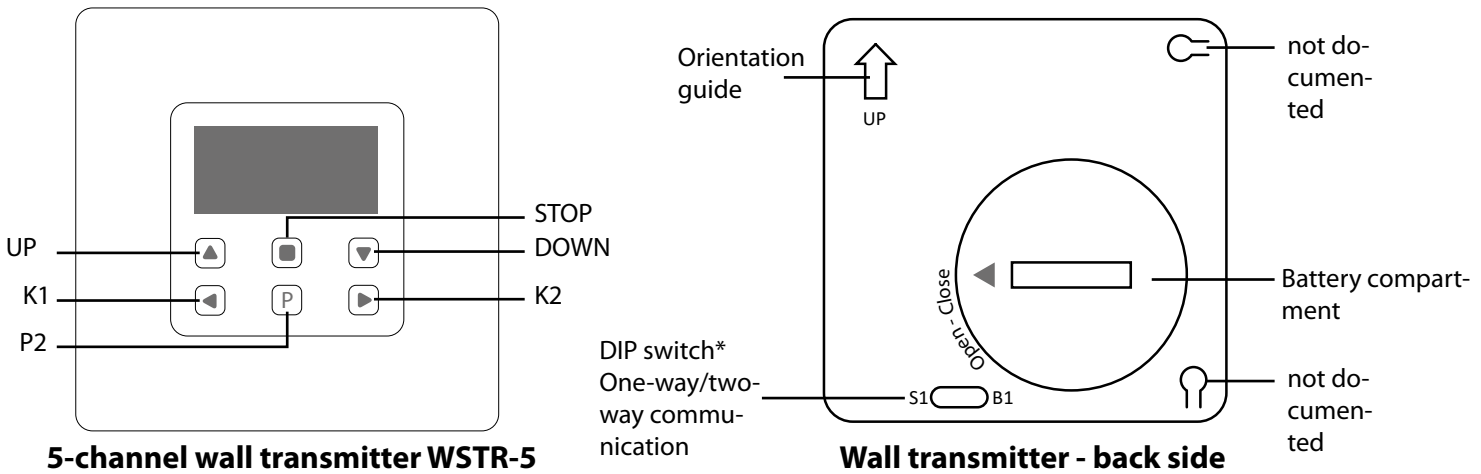 UP
K1
P2
P
STOP
DOWN
K2
5-channel wall transmitter WSTR-5
Orientation
guide
UP
not do-
cumen-
ted
Open - Close
Battery compart-
ment
DIP switch*
One-way/two-
way commu-
nication
S1
B1
not do-
cumen-
ted
Wall transmitter - back side